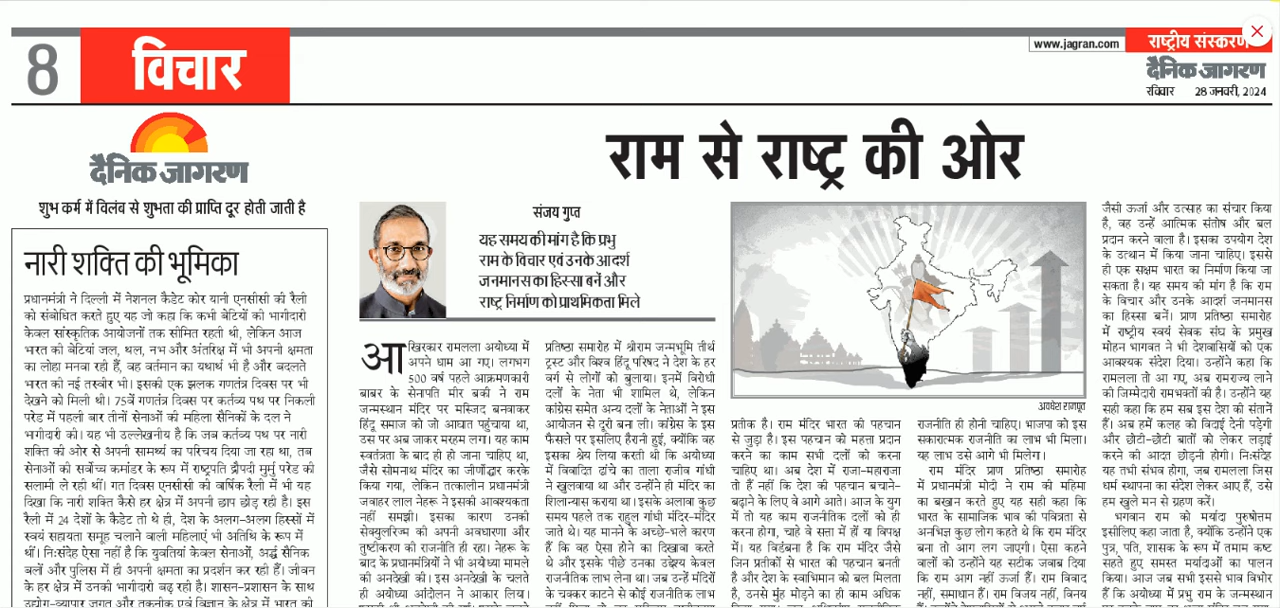 8
विचार
www.jagran.com
राष्ट्रीय संस्करण
दैनिक जागरण
रविवार 28 जनवरी, 2024
दैनिक जागरण
शुभ कर्म में विलंब से शुभता की प्राप्ति दूर होती जाती है
नारी शक्ति की भूमिका
प्रधानमंत्री ने दिल्ली में नेशनल कैडेट कोर यानी एनसीसी की रैली
को संबोधित करते हुए यह जो कहा कि कभी बेटियों को भागीदारी
केवल सांस्कृतिक आयोजनों तक सीमित रहती थी, लेकिन आज
भारत की बेटियां जल, थल, नभ और अंतरिक्ष में भी अपनी क्षमता
का लोहा मनवा रही हैं, वह वर्तमान का यथार्थ भी है और बदलते
भारत की नई तस्वीर भी। इसकी एक झलक गणतंत्र दिवस पर भी
देखने को मिली थी। 75वें गणतंत्र दिवस पर कर्तव्य पथ पर निकली
परेड में पहली बार तीनों सेनाओं की महिला सैनिकों के दल ने
भागीदारी की। यह भी उल्लेखनीय है कि जब कर्तव्य पथ पर नारी
शक्ति की ओर से अपनी सामर्थ्य का परिचय दिया जा रहा था, तब
सेनाओं की सर्वोच्च कमांडर के रूप में राष्ट्रपति द्रौपदी मुर्मु परेड की
सलामी ले रही थीं। गत दिवस एनसीसी की वार्षिक रैली में भी यह
दिखा कि नारी शक्ति कैसे हर क्षेत्र में अपनी छाप छोड़ रही है। इस
रैली में 24 देशों के कैडेट तो थे ही, देश के अलग-अलग हिस्सों में
स्वयं सहायता समूह चलाने वाली महिलाएं भी अतिथि के रूप में
थीं। नि:संदेह ऐसा नहीं है कि युवतियां केवल सेनाओं, अर्द्ध सैनिक
बलों और पुलिस में ही अपनी क्षमता का प्रदर्शन कर रही हैं। जीवन
के हर क्षेत्र में उनकी भागीदारी बढ़ रही है। शासन-प्रशासन के साथ
उद्योग-व्यापार जगत और तकनीक एवं विज्ञान के क्षेत्र में भारत की
राम से राष्ट्र की ओर
संजय गुप्त
यह समय की मांग है कि प्रभु
राम के विचार एवं उनके आदर्श
जनमानस का हिस्सा बनें और
राष्ट्र निर्माण को प्राथमिकता मिले
आखिरकार रामलला अयोध्या में
अपने धाम आ गए। लगभग
500 वर्ष पहले आक्रमणकारी
बाबर के सेनापति मीर बकी ने राम
जन्मस्थान मंदिर पर मस्जिद बनवाकर
हिंदू समाज को जो आघात पहुंचाया था,
उस पर अब जाकर मरहम लगा। यह काम
स्वतंत्रता के बाद ही हो जाना चाहिए था,
जैसे सोमनाथ मंदिर का जीर्णोद्धार करके
किया गया, लेकिन तत्कालीन प्रधानमंत्री
जवाहर लाल नेहरू ने इसकी आवश्यकता
नहीं समझी। इसका कारण उनकी
सेक्युलरिज्म की अपनी अवधारणा और
तुष्टीकरण की राजनीति ही रहा। नेहरू के
बाद के प्रधानमंत्रियों ने भी अयोध्या मामले
की अनदेखी की। इस अनदेखी के चलते
ही अयोध्या आंदोलन ने आकार लिया।
प्रतिष्ठा समारोह में श्रीराम जन्मभूमि तीर्थ
ट्रस्ट और विश्व हिंदू परिषद ने देश के हर
वर्ग से लोगों को बुलाया। इनमें विरोधी
दलों के नेता भी शामिल थे, लेकिन
कांग्रेस समेत अन्य दलों के नेताओं ने इस
आयोजन से दूरी बना ली। कांग्रेस के इस
फैसले पर इसलिए हैरानी हुई, क्योंकि वह
इसका श्रेय लिया करती थी कि अयोध्या
में विवादित ढांचे का ताला राजीव गांधी
ने खुलवाया था और उन्होंने ही मंदिर का
शिलान्यास कराया था। इसके अलावा कुछ
समय पहले तक राहुल गांधी मंदिर-मंदिर
जाते थे। यह मानने के अच्छे-भले कारण
हैं कि वह ऐसा होने का दिखावा करते
थे और इसके पीछे उनका उद्देश्य केवल
राजनीतिक लाभ लेना था। जब उन्हें मंदिरों
के चक्कर काटने से कोई राजनीतिक लाभ
अवधेश राजपूत
प्रतीक है। राम मंदिर भारत की पहचान
से जुड़ा है। इस पहचान को महत्ता प्रदान
करने का काम सभी दलों को करना
चाहिए था। अब देश में राजा-महाराजा
तो हैं नहीं कि देश की पहचान बचाने-
बढ़ाने के लिए वे आगे आते। आज के युग
में तो यह काम राजनीतिक दलों को ही
करना होगा, चाहे वे सत्ता में हों या विपक्ष
में। यह विडंबना है कि राम मंदिर जैसे
जिन प्रतीकों से भारत की पहचान बनती
है और देश के स्वाभिमान को बल मिलता
है, उनसे मुंह मोड़ने का ही काम अधिक
राजनीति ही होनी चाहिए। भाजपा को इस
सकारात्मक राजनीति का लाभ भी मिला।
यह लाभ उसे आगे भी मिलेगा।
राम मंदिर प्राण प्रतिष्ठा समारोह
में प्रधानमंत्री मोदी ने राम की महिमा
का बखान करते हुए यह सही कहा कि
भारत के सामाजिक भाव की पवित्रता से
अनभिज्ञ कुछ लोग कहते थे कि राम मंदिर
बना तो आग लग जाएगी। ऐसा कहने
वालों को उन्होंने यह सटीक जवाब दिया
कि राम आग नहीं ऊर्जा हैं। राम विवाद
नहीं, समाधान हैं। राम विजय नहीं, विनय
जैसी ऊर्जा और उत्साह का संचार किया
है, वह उन्हें आत्मिक संतोष और बल
प्रदान करने वाला है। इसका उपयोग देश
के उत्थान में किया जाना चाहिए। इससे
ही एक सक्षम भारत का निर्माण किया जा
सकता है। यह समय की मांग है कि राम
के विचार और उनके आदर्श जनमानस
का हिस्सा बनें। प्राण प्रतिष्ठा समारोह
में राष्ट्रीय स्वयं सेवक संघ के प्रमुख
मोहन भागवत ने भी देशवासियों को एक
आवश्यक संदेश दिया। उन्होंने कहा कि
रामलला तो आ गए, अब रामराज्य लाने
की जिम्मेदारी रामभक्तों की है। उन्होंने यह
सही कहा कि हम सब इस देश की संतानें
हैं। अब हमें कलह को विदाई देनी पड़ेगी
और छोटी-छोटी बातों को लेकर लड़ाई
करने की आदत छोड़नी होगी। नि:संदेह
यह तभी संभव होगा, जब रामलला जिस
धर्म स्थापना का संदेश लेकर आए हैं, उसे
हम खुले मन से ग्रहण करें।
भगवान राम को मर्यादा पुरुषोत्तम
इसीलिए कहा जाता है, क्योंकि उन्होंने एक
पुत्र, पति, शासक के रूप में तमाम कष्ट
सहते हुए समस्त मर्यादाओं का पालन
किया। आज जब सभी इससे भाव विभोर
हैं कि अयोध्या में प्रभु राम के जन्मस्थान